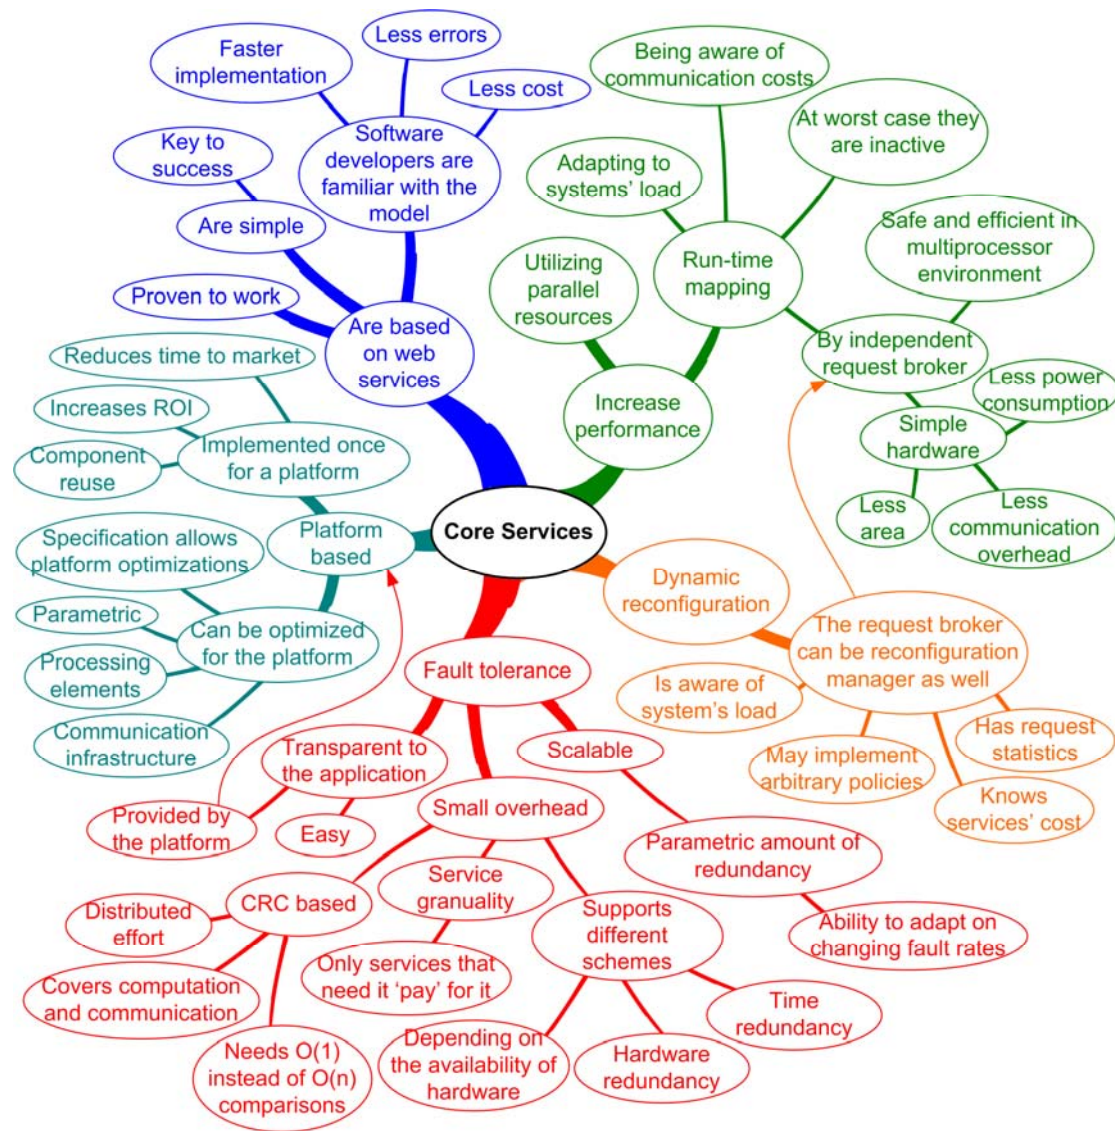 Less errors
Faster
implementation
Less cost
Software
developers are
familiar with the
model
Key to
success
Are simple
Proven to work
Are based
on web
services
Being aware of
communication costs
At worst case they
are inactive
Adapting to
systems’ load
Safe and efficient in
multiprocessor
environment
Utilizing
parallel
resources
Run-time
mapping
By independent
request broker
Less power
consumption
Increase
performance
Simple
hardware
Less
area
Less
communication
overhead
Reduces time to market
Increases ROI
Implemented once
for a platform
Component
reuse
Platform
based
Specification allows
platform optimizations
Parametric
Can be optimized
for the platform
Processing
elements
Communication
infrastructure
Core Services
Dynamic
reconfiguration
The request broker
can be reconfiguration
manager as well
Is aware of
system’s load
Has request
statistics
May implement
arbitrary policies
Knows
services’ cost
Fault tolerance
Transparent to
the application
Scalable
Provided by
the platform
Easy
Small overhead
Parametric amount of
redundancy
Service
granuality
CRC based
Distributed
effort
Supports
different
schemes
Ability to adapt on
changing fault rates
Only services that
need it ‘pay’ for it
Covers computation
and communication
Time
redundancy
Needs O(1)
instead of O(n)
comparisons
Depending on
the availability of
hardware
Hardware
redundancy